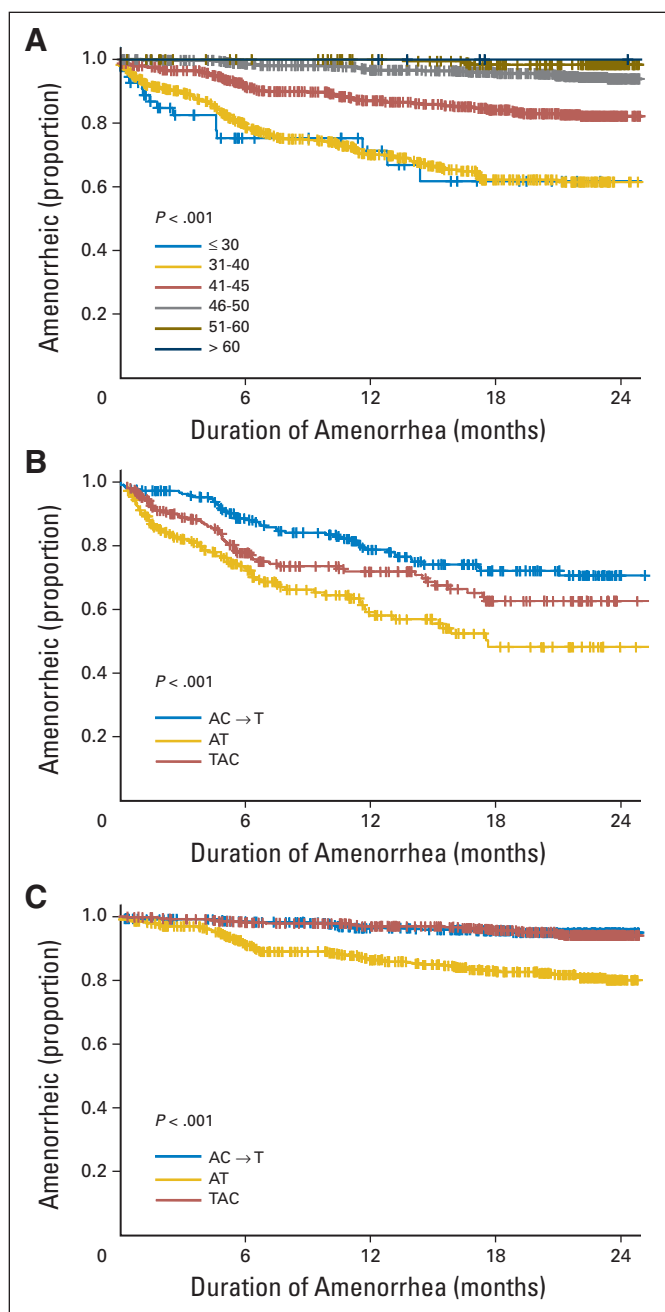 A
Amenorrheic (proportion)
1.0
0.8
0.6
0.4
0.2
0
P < .001
≤ 30
31-40
41-45
46-50
51-60
> 60
6
12
18
24
Duration of Amenorrhea (months)
B
Amenorrheic (proportion)
1.0
0.8
0.6
0.4
0.2
0
P < .001
AC → T
AT
TAC
6
12
18
24
Duration of Amenorrhea (months)
C
Amenorrheic (proportion)
1.0
0.8
0.6
0.4
0.2
0
P < .001
AC → T
AT
TAC
6
12
18
24
Duration of Amenorrhea (months)